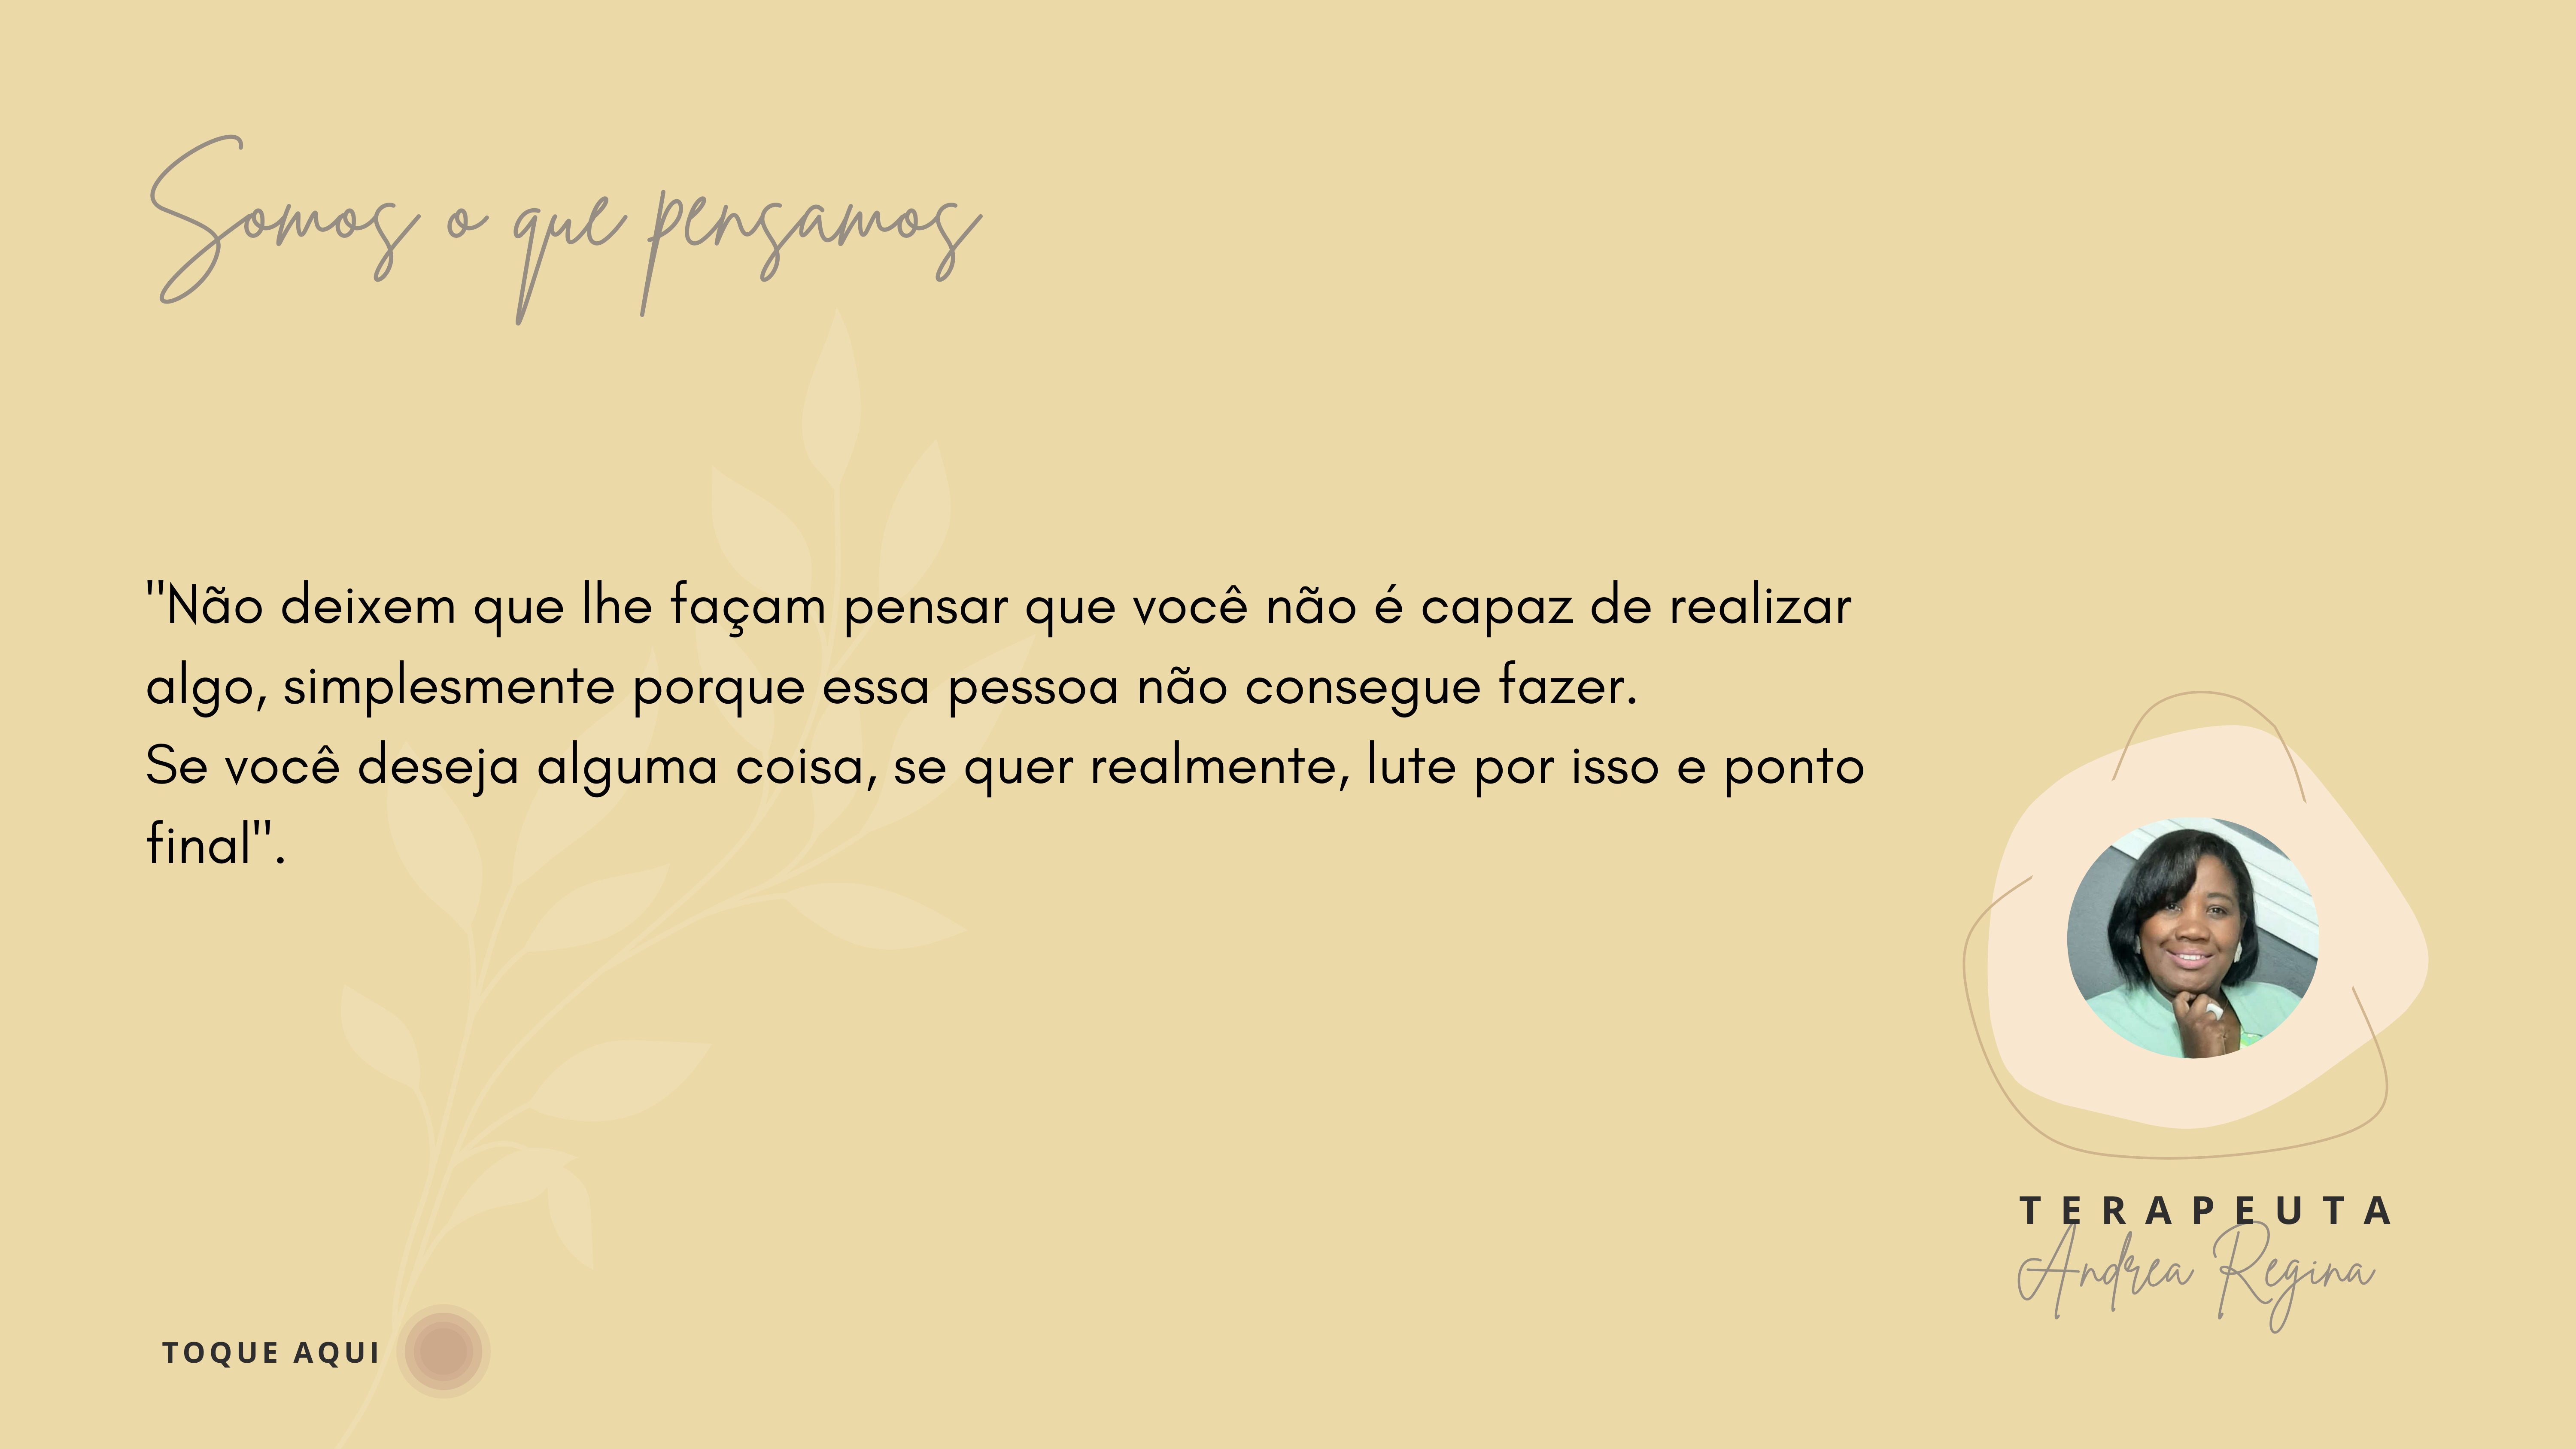 Somos o que pensamos
"Não deixem que lhe façam pensar que você não é capaz de realizar
algo, simplesmente porque essa pessoa não consegue fazer.
Se você deseja alguma coisa, se quer realmente, lute por isso e ponto
final".
TERAPEUTA
Andrea Regina
TOQUE AQUI